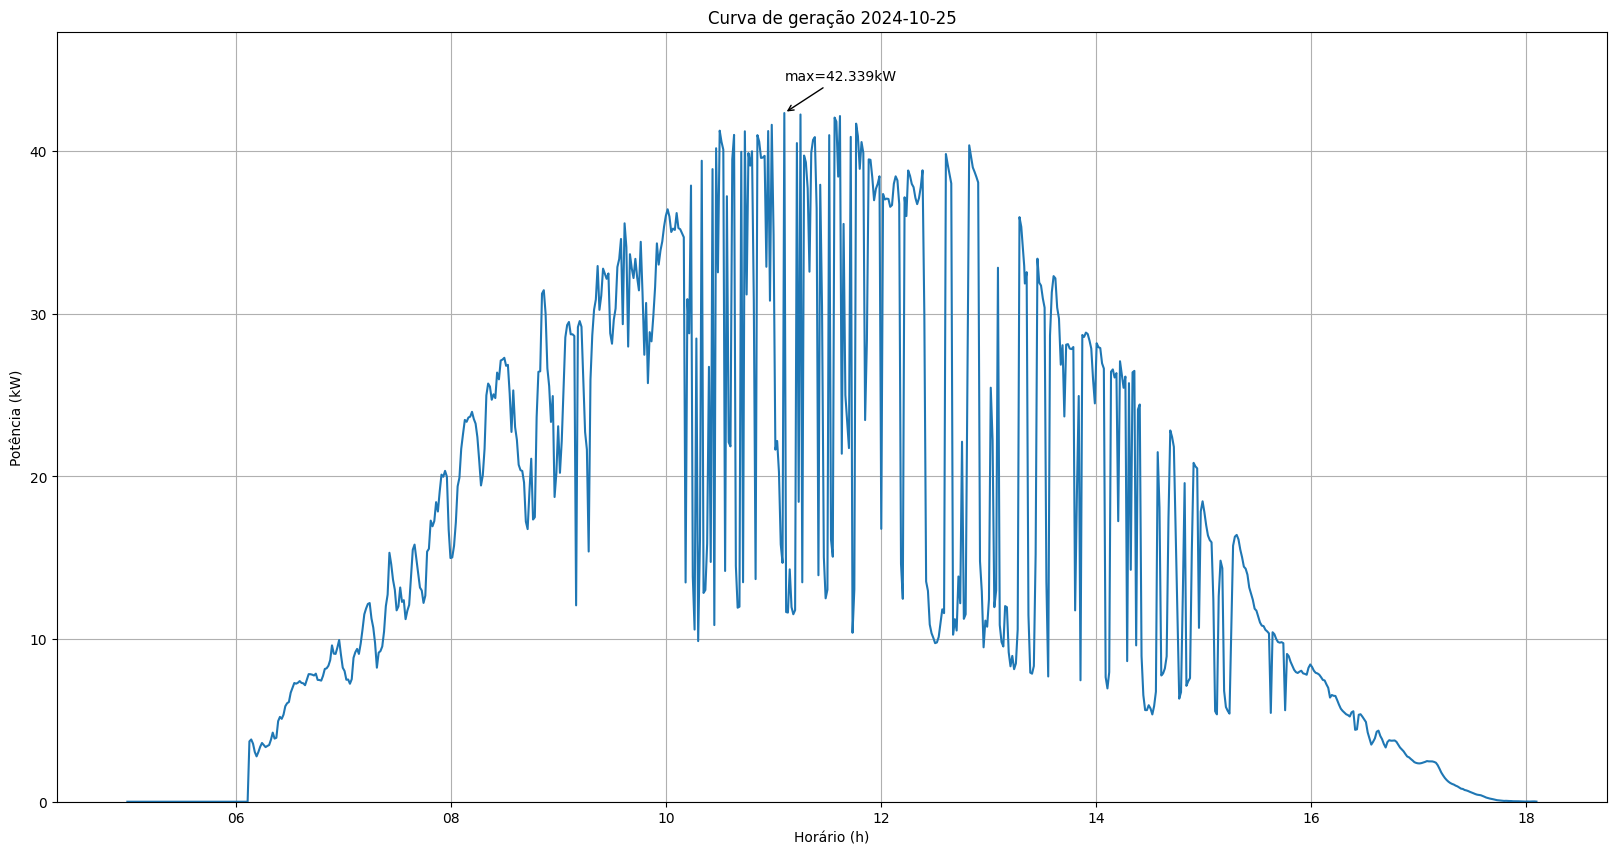 Curva de geração 2024-10-25
max=42.339kW
Potência (kW)
40
30
20
10
0
06 08 10 12 14 16 18
Horário (h)